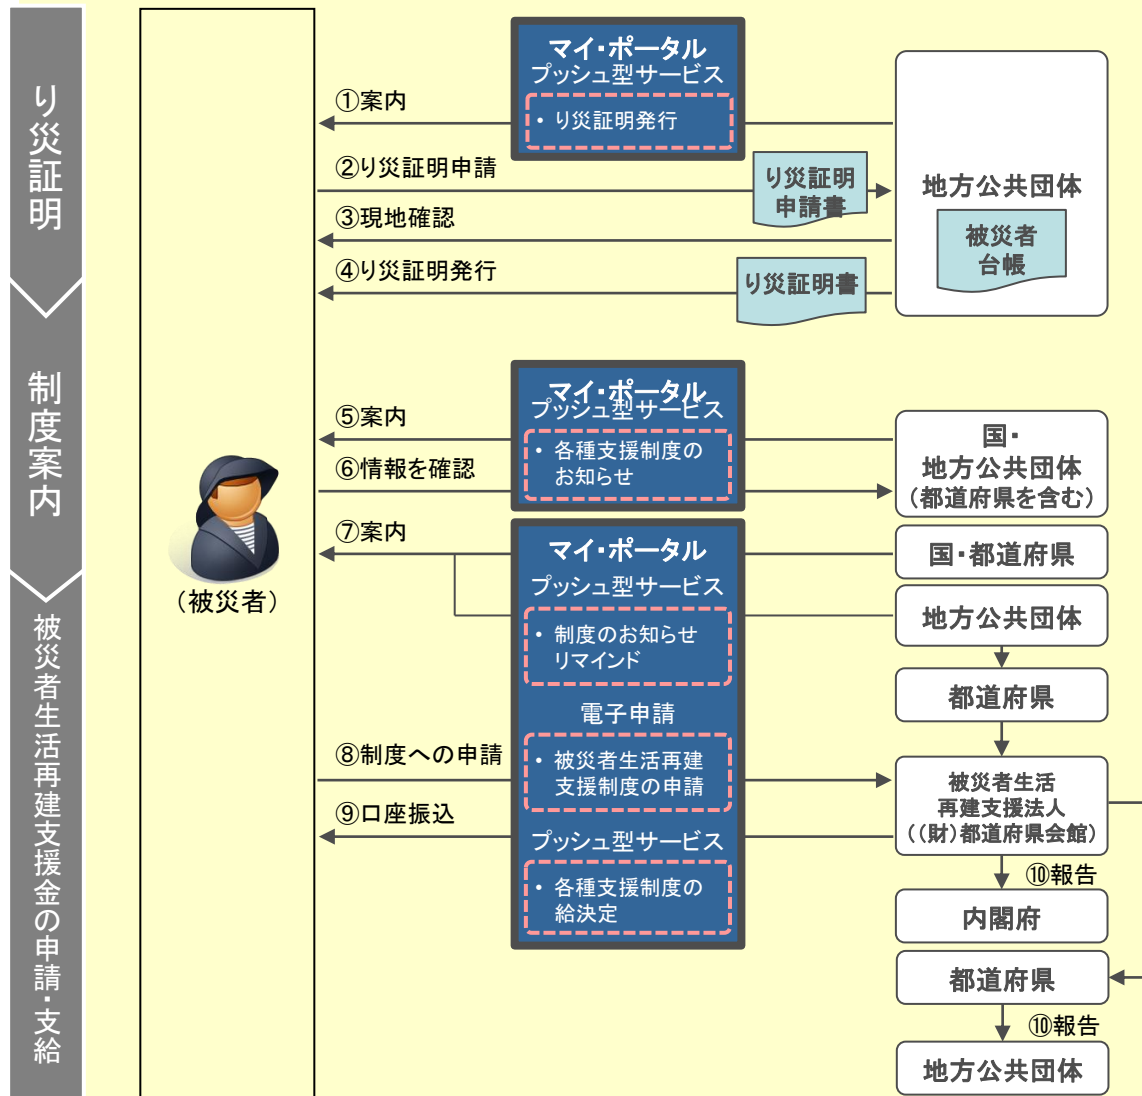 り災証明
マイ・ポータル
プッシュ型サービス
・ り災証明発行
①案内
②り災証明申請
り災証明
申請書
③現地確認
④り災証明発行
り災証明書
地方公共団体
被災者
台帳
制度案内
マイ・ポータル
プッシュ型サービス
・ 各種支援制度の
お知らせ
⑤案内
⑥情報を確認
国・
地方公共団体
（都道府県を含む）
（被災者）
被災者生活再建支援金の申請・支給
⑦案内
マイ・ポータル
プッシュ型サービス
・ 制度のお知らせ
リマインド
電子申請
・ 被災者生活再建
支援制度の申請
プッシュ型サービス
・ 各種支援制度の
給決定
⑧制度への申請
⑨口座振込
国・都道府県
地方公共団体
都道府県
被災者生活
再建支援法人
（（財）都道府県会館）
⑩報告
内閣府
都道府県
⑩報告
地方公共団体